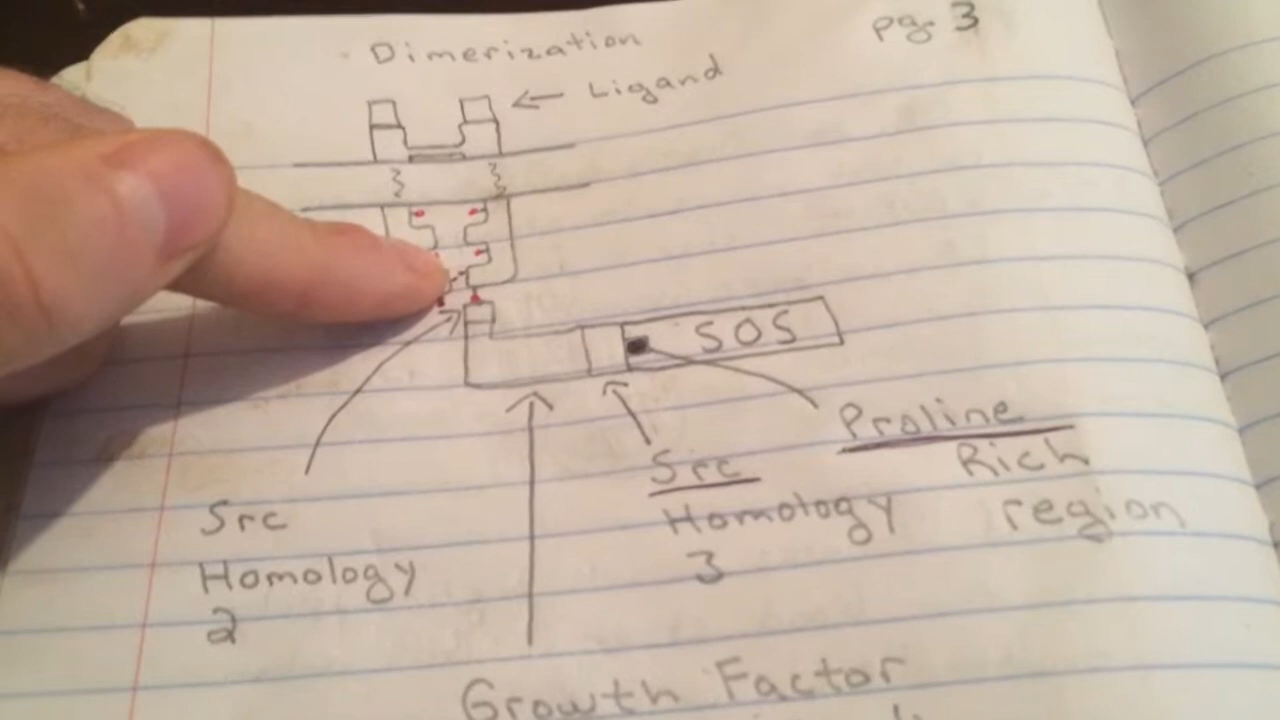 pg. 3
Dimerization
Ligand
SOS
Proline
Rich
region
Src
Homology
3
Src
Homology
2
Growth Factor